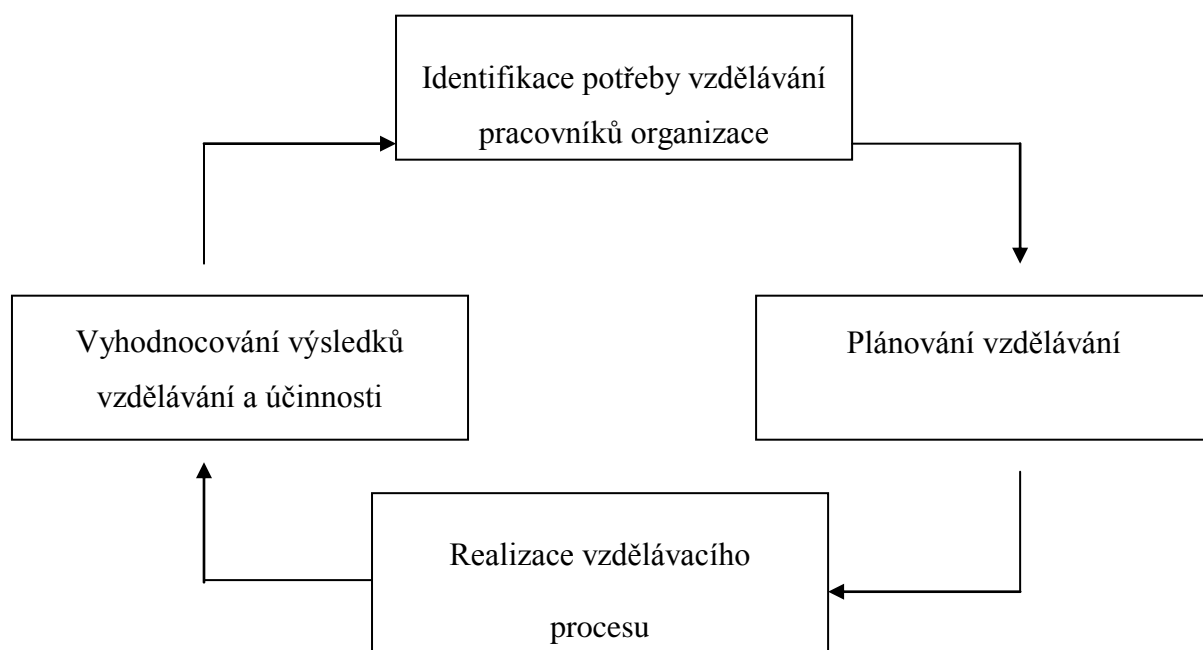 Identifikace potřeby vzdělávání
pracovníků organizace
Vyhodnocování výsledků
vzdělávání a účinnosti
Plánování vzdělávání
Realizace vzdělávacího
procesu